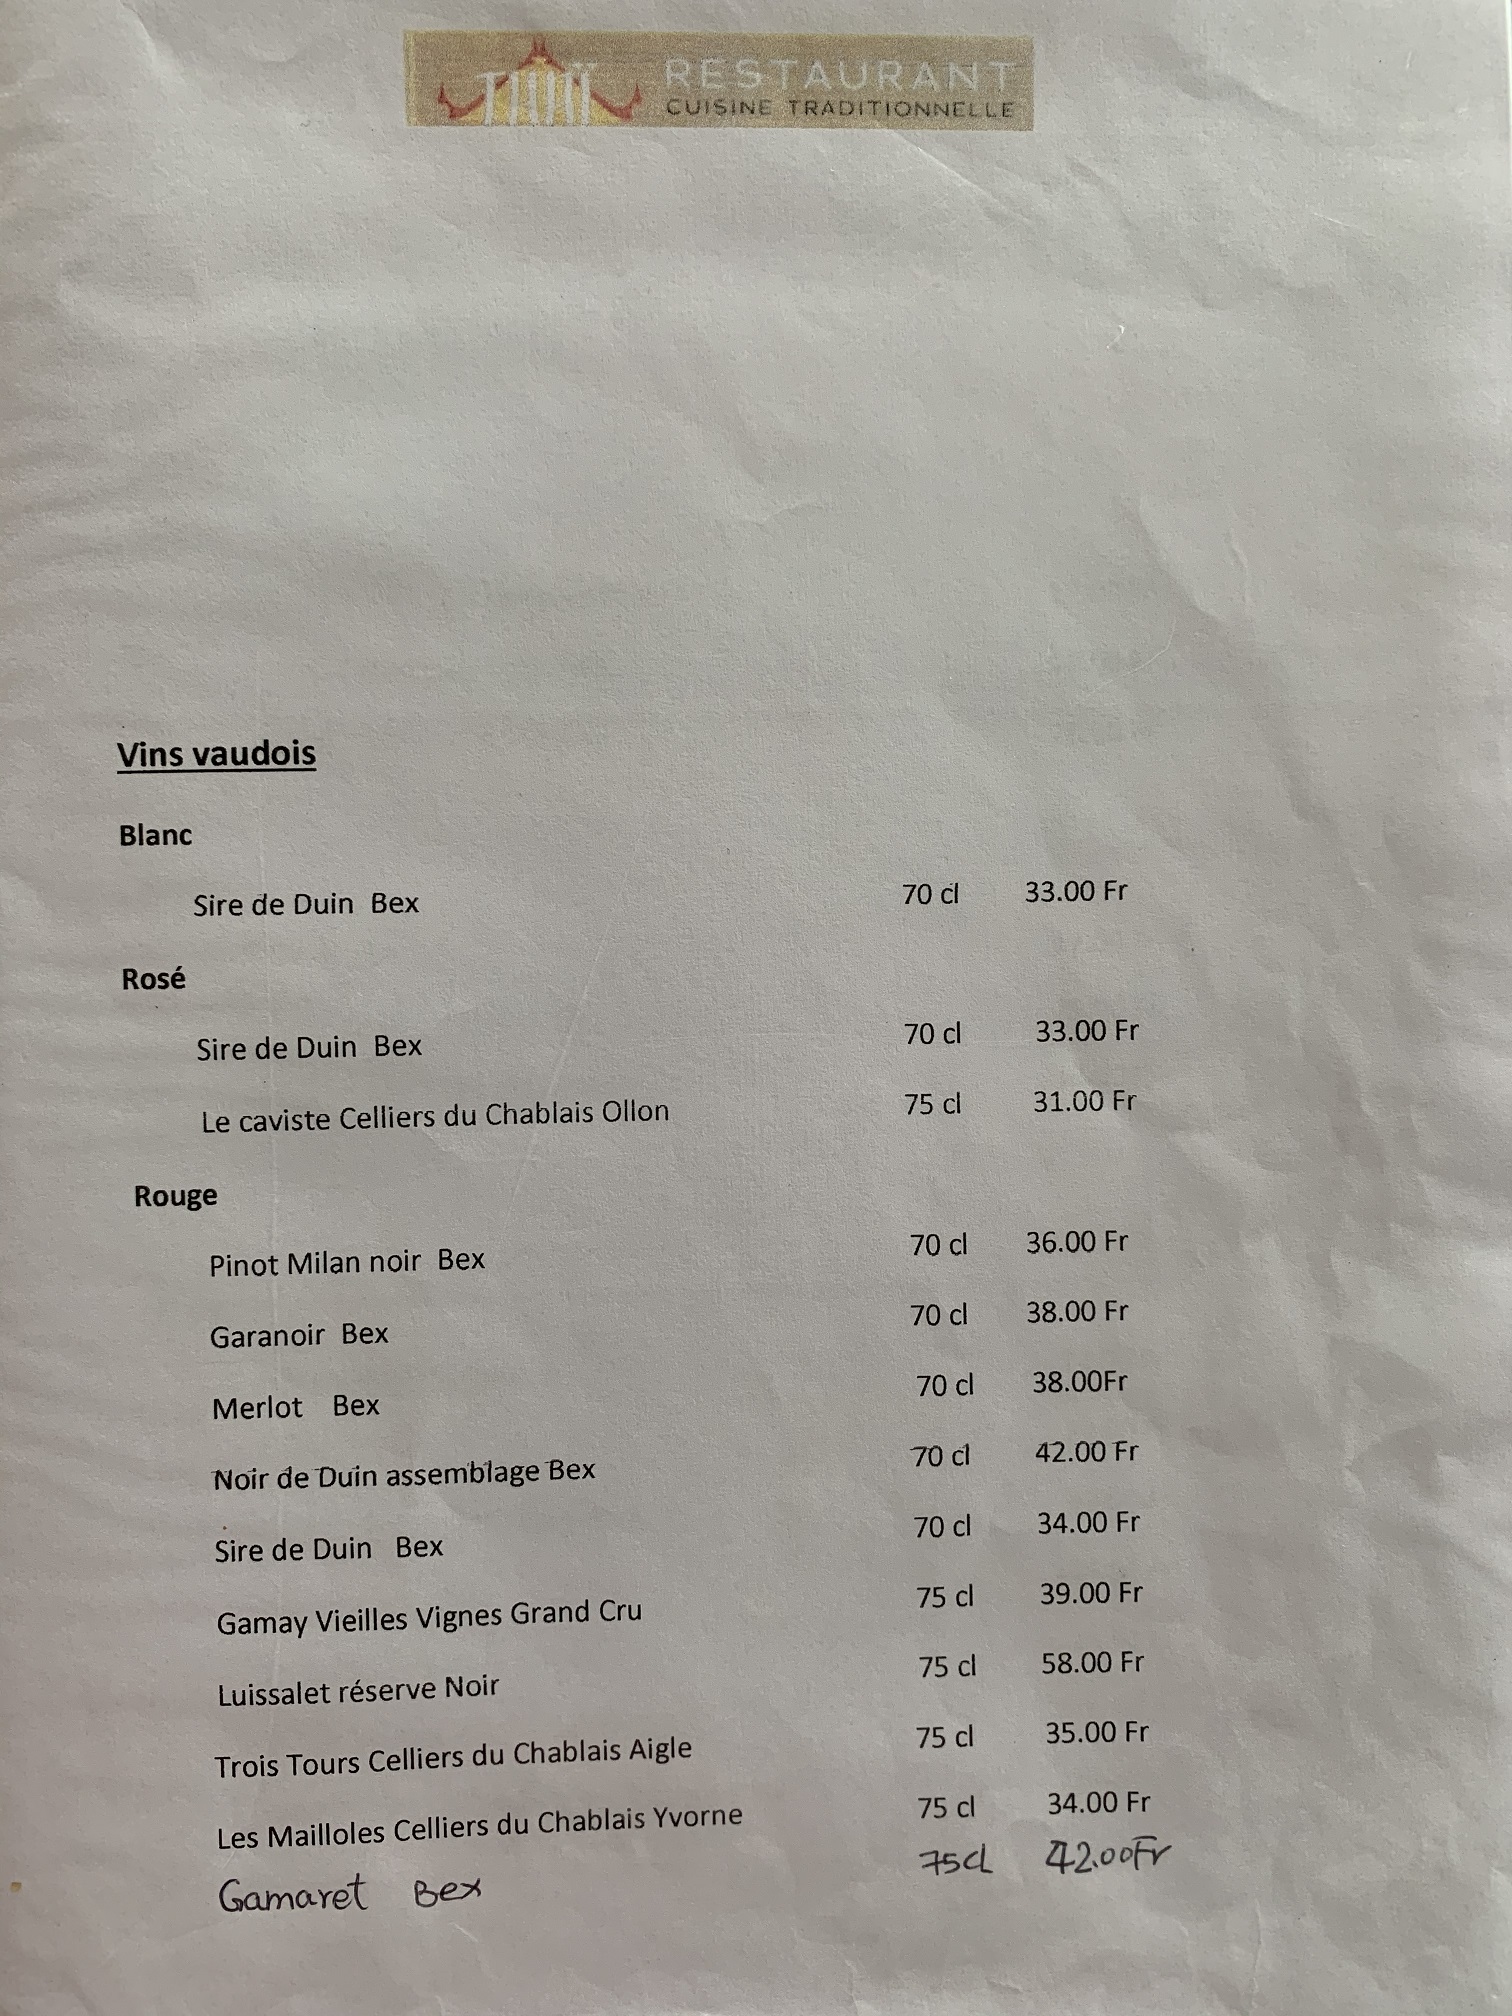 THAÏ RESTAURANT
CUISINE TRADITIONNELLE
Vins vaudois
Blanc
Sire de Duin Bex 70 cl 33.00 Fr
Rosé
Sire de Duin Bex 70 cl 33.00 Fr
Le caviste Celliers du Chablais Ollon 75 cl 31.00 Fr
Rouge
Pinot Milan noir Bex 70 cl 36.00 Fr
Garanoir Bex 70 cl 38.00 Fr
Merlot Bex 70 cl 38.00Fr
Noir de Duin assemblage Bex 70 cl 42.00 Fr
Sire de Duin Bex 70 cl 34.00 Fr
Gamay Vieilles Vignes Grand Cru 75 cl 39.00 Fr
Luissalet réserve Noir 75 cl 58.00 Fr
Trois Tours Celliers du Chablais Aigle 75 cl 35.00 Fr
Les Mailloles Celliers du Chablais Yvorne 75 cl 34.00 Fr
Gamaret Bex 75cl 42.00Fr